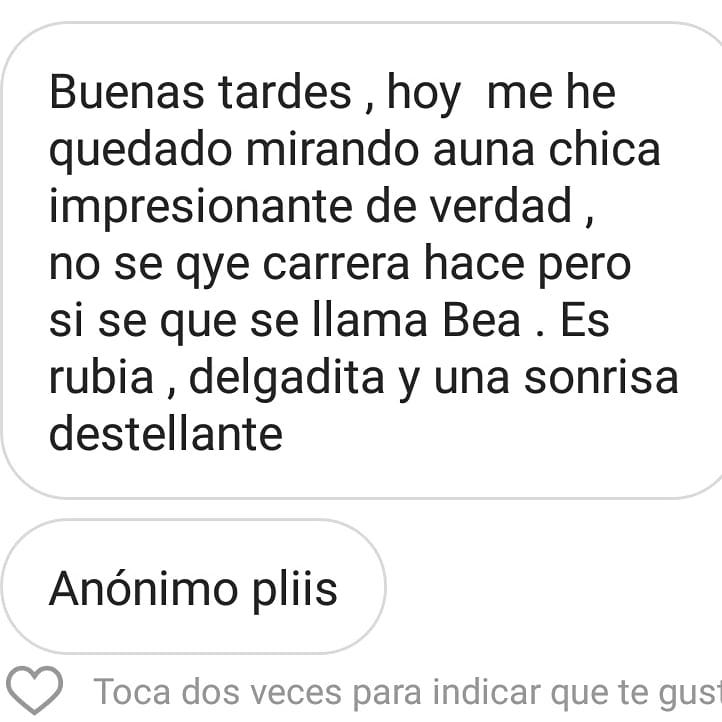 Buenas tardes , hoy  me he
quedado mirando auna chica
impresionante de verdad ,
no se qye carrera hace pero
si se que se llama Bea . Es
rubia , delgadita y una sonrisa
destellante
Anónimo pliis
Toca dos veces para indicar que te gust